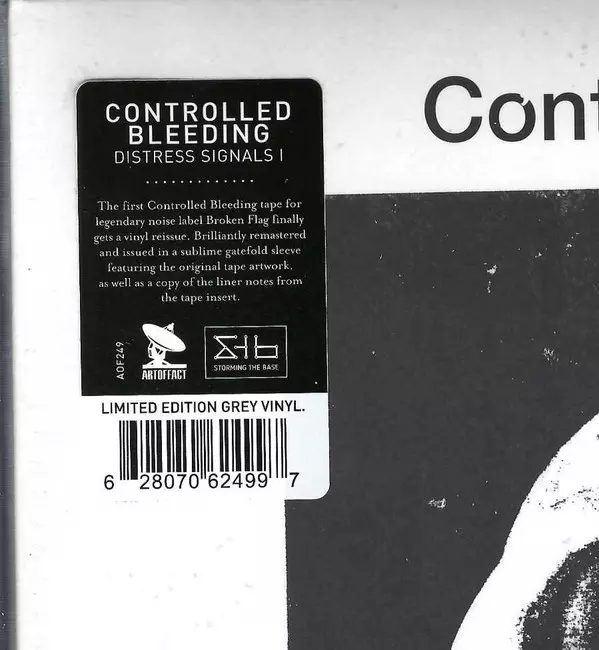 Cont
CONTROLLED
BLEEDING
DISTRESS SIGNALS I
The first Controlled Bleeding tape for
legendary noise label Broken Flag finally
gets a vinyl reissue. Brilliantly remastered
and issued in a sublime gatefold sleeve
featuring the original tape artwork,
as well as a copy of the liner notes from
the tape insert.
AOF249
ARTOFFACT
STORMING THE BASE
LIMITED EDITION GREY VINYL.
6 28070 62499 7